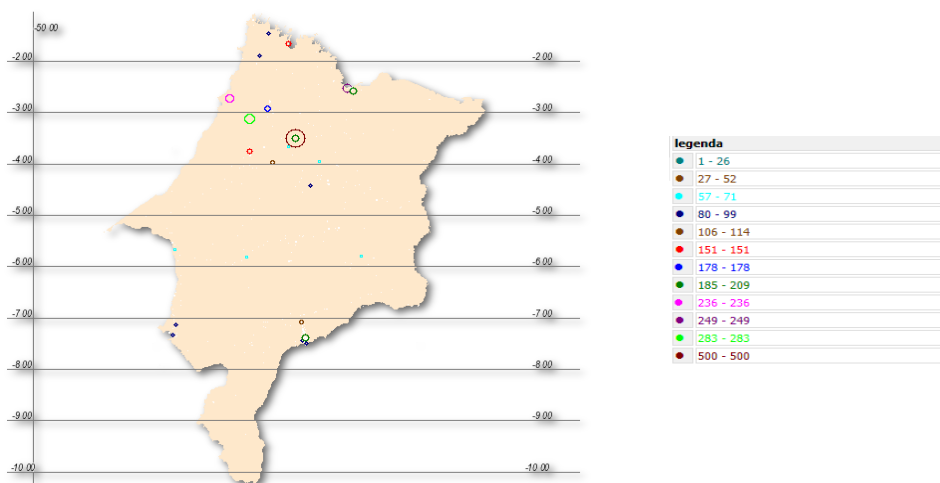 -50 00
-2 00 -2 00
-3 00 -3 00
-4 00 -4 00
-5 00 -5 00
-6 00 -6 00
-7 00 -7 00
-8 00 -8 00
-9 00 -9 00
-10 00 -10 00
legenda
1 - 26
27 - 52
57 - 71
80 - 99
106 - 114
151 - 151
178 - 178
185 - 209
236 - 236
249 - 249
283 - 283
500 - 500